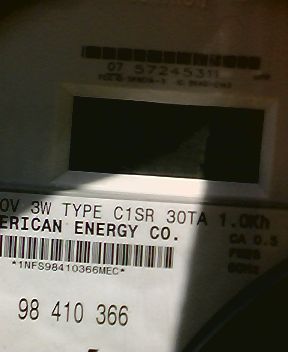 07 57245311
0V 3W TYPE C1SR 30TA 1.0Kh
ERICAN ENERGY CO.
CA 0.5
*1NFS98410366MEC*
60Hz
98 410 366